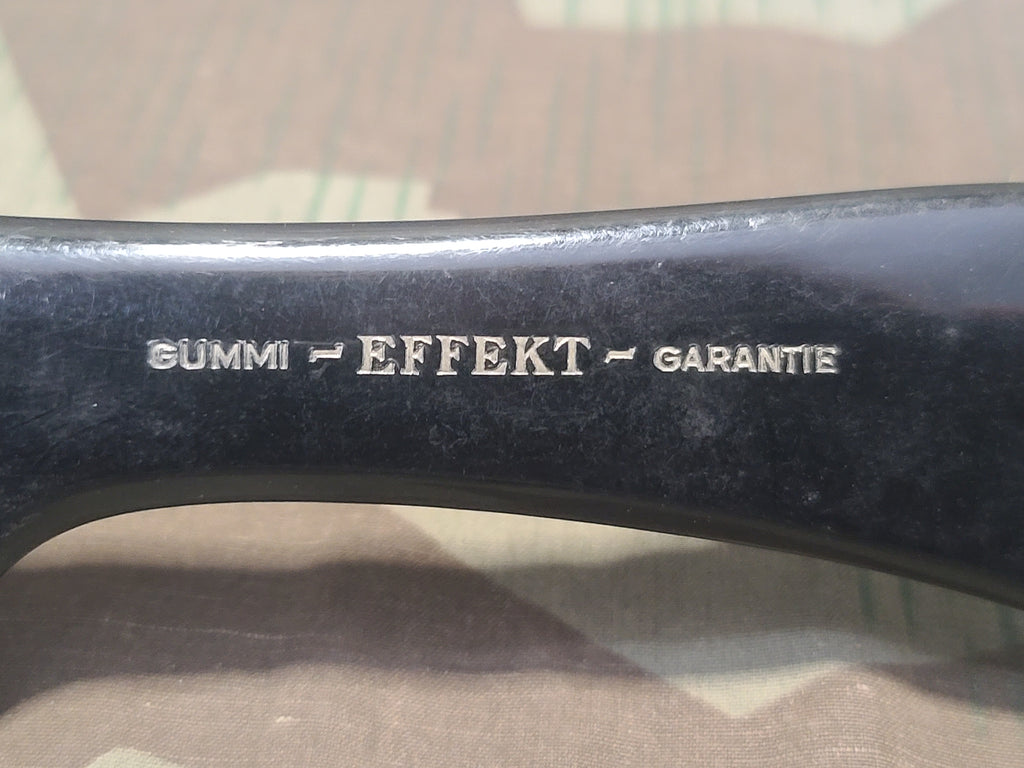 GUMMI ~ EFFEKT ~ GARANTIE